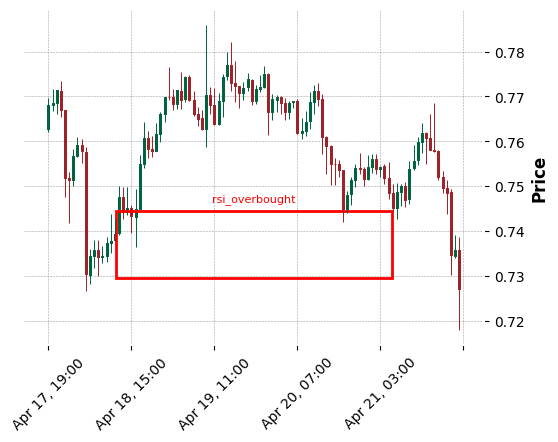 0.78
0.77
0.76
0.75
rsi_overbought
0.74
0.73
0.72
Price
Apr 17, 19:00
Apr 18, 15:00
Apr 19, 11:00
Apr 20, 07:00
Apr 21, 03:00